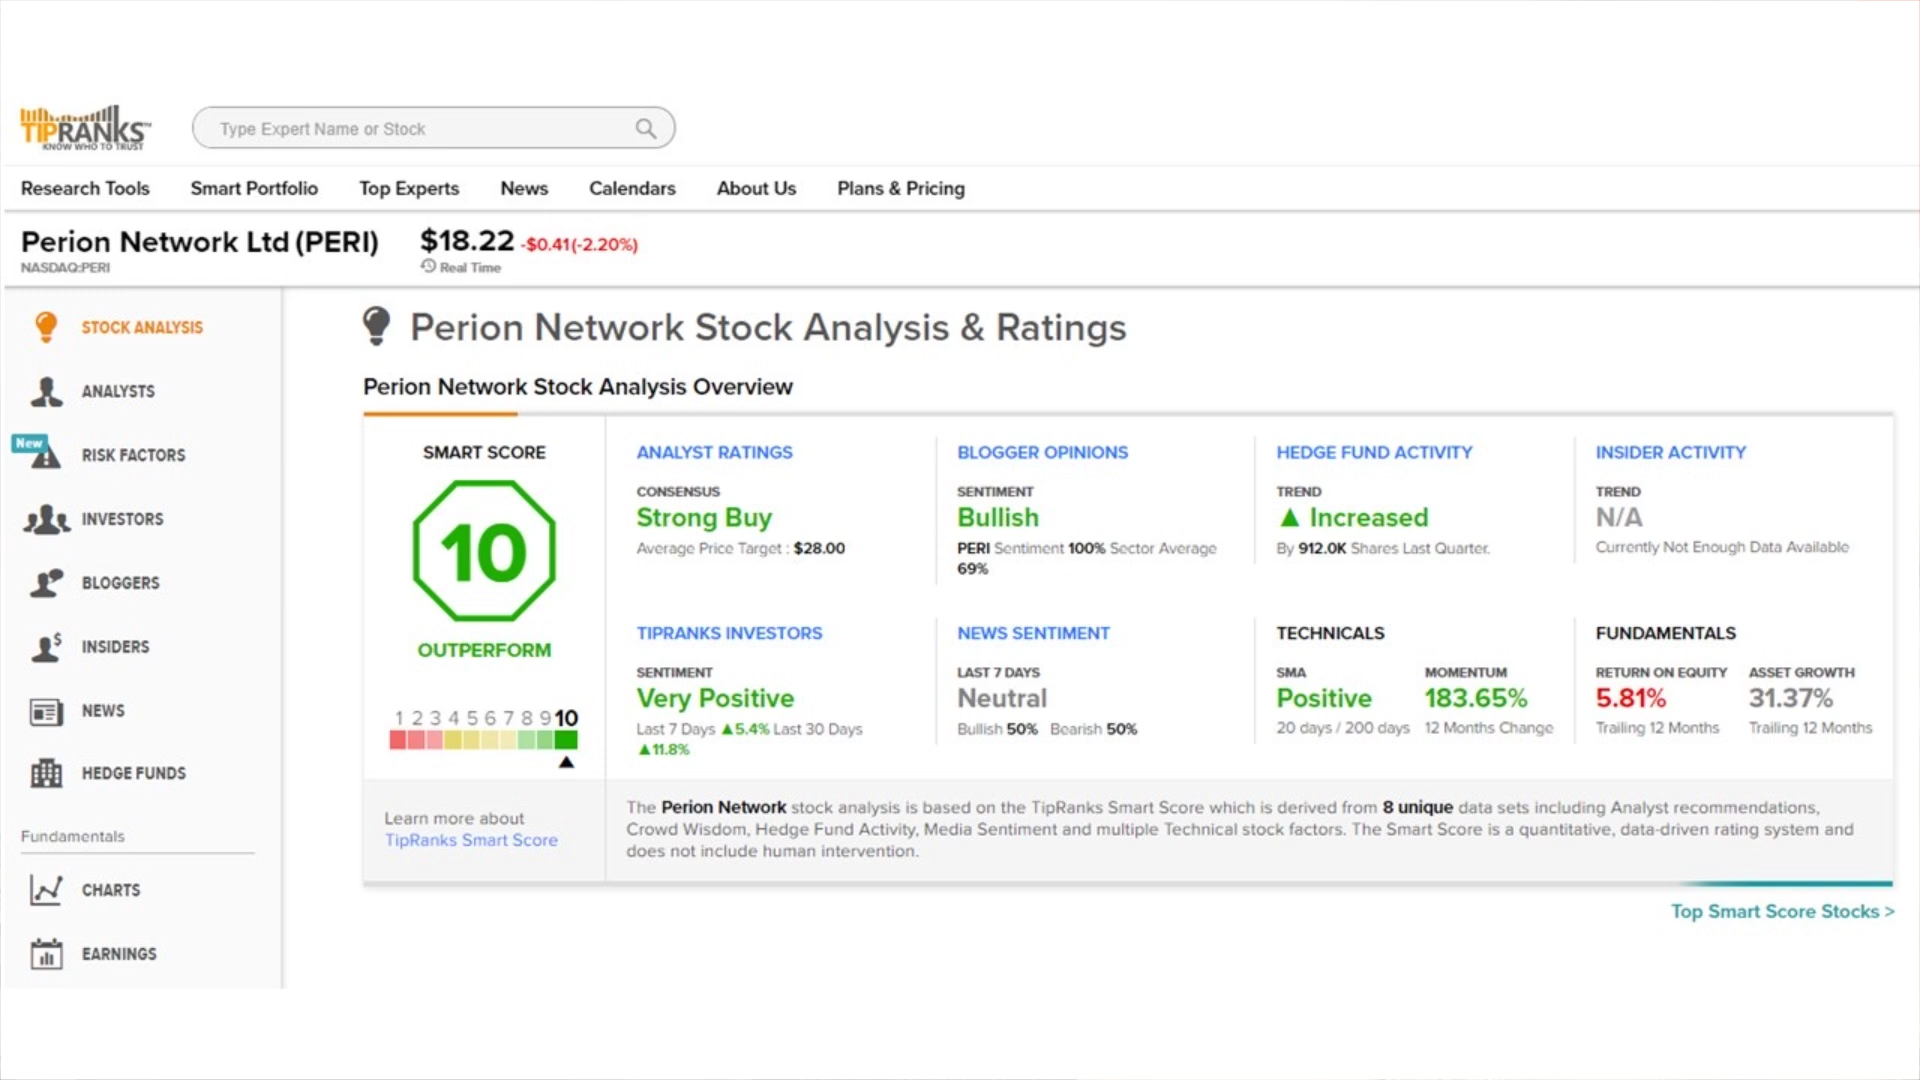 TIPRANKS™
KNOW WHO TO TRUST
Type Expert Name or Stock
Research Tools Smart Portfolio Top Experts News Calendars About Us Plans & Pricing
Perion Network Ltd (PERI) $18.22 -$0.41(-2.20%)
NASDAQ:PERI Real Time
STOCK ANALYSIS
ANALYSTS
New
RISK FACTORS
INVESTORS
BLOGGERS
INSIDERS
NEWS
HEDGE FUNDS
Fundamentals
CHARTS
EARNINGS
Perion Network Stock Analysis & Ratings
Perion Network Stock Analysis Overview
SMART SCORE
10
OUTPERFORM
1 2 3 4 5 6 7 8 9 10
Learn more about
TipRanks Smart Score
ANALYST RATINGS
CONSENSUS
Strong Buy
Average Price Target : $28.00
BLOGGER OPINIONS
SENTIMENT
Bullish
PERI Sentiment 100% Sector Average
69%
HEDGE FUND ACTIVITY
TREND
▲ Increased
By 912.0K Shares Last Quarter.
INSIDER ACTIVITY
TREND
N/A
Currently Not Enough Data Available
TIPRANKS INVESTORS
SENTIMENT
Very Positive
Last 7 Days ▲5.4% Last 30 Days
▲11.8%
NEWS SENTIMENT
LAST 7 DAYS
Neutral
Bullish 50% Bearish 50%
TECHNICALS
SMA MOMENTUM
Positive 183.65%
20 days / 200 days 12 Months Change
FUNDAMENTALS
RETURN ON EQUITY ASSET GROWTH
5.81% 31.37%
Trailing 12 Months Trailing 12 Months
The Perion Network stock analysis is based on the TipRanks Smart Score which is derived from 8 unique data sets including Analyst recommendations,
Crowd Wisdom, Hedge Fund Activity, Media Sentiment and multiple Technical stock factors. The Smart Score is a quantitative, data-driven rating system and
does not include human intervention.
Top Smart Score Stocks >